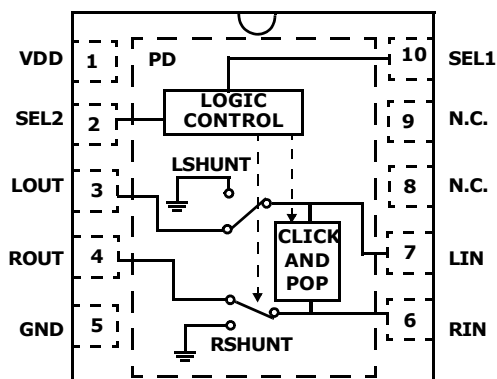 VDD 1 PD 10 SEL1
SEL2 2 LOGIC CONTROL 9 N.C.
LSHUNT
LOUT 3 8 N.C.
CLICK
AND
POP
ROUT 4 7 LIN
GND 5 6 RIN
RSHUNT